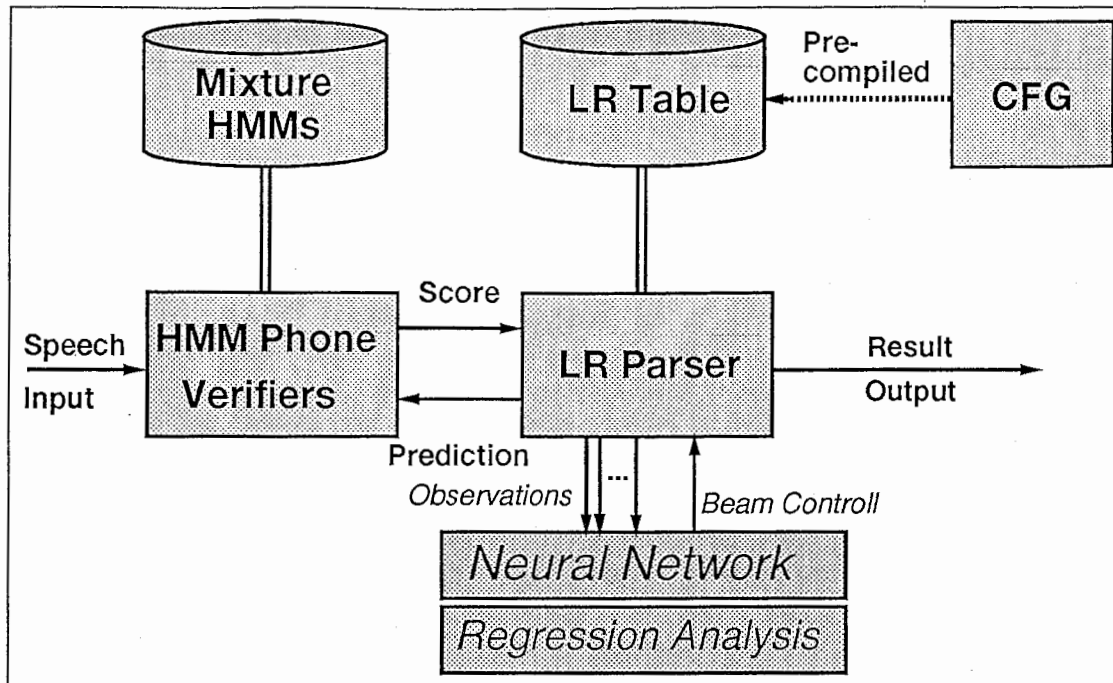 Mixture
HMMs
LR Table
Pre-
compiled
CFG
Speech
Input
HMM Phone
Verifiers
Score
Prediction
LR Parser
Result
Output
Observations
...
Beam Controll
Neural Network
Regression Analysis